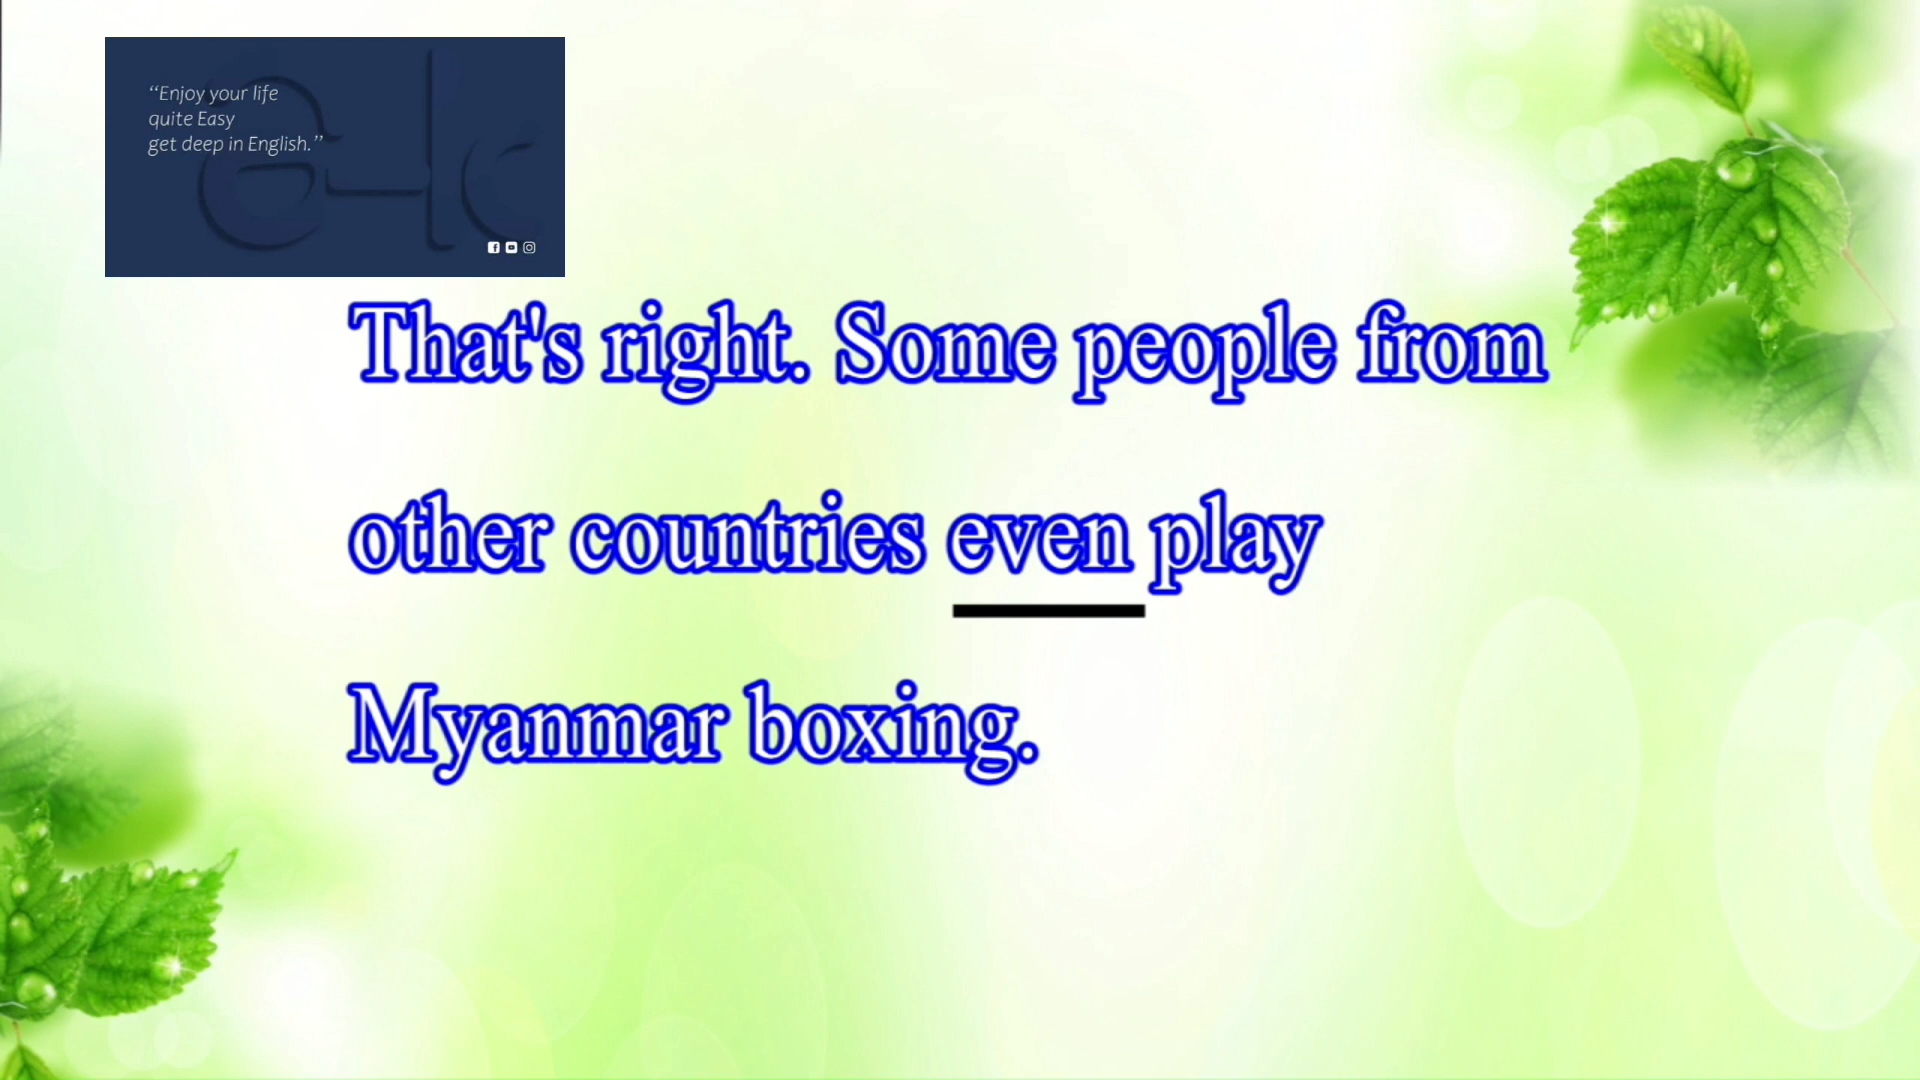 “Enjoy your life
quite Easy
get deep in English.”
That's right. Some people from
other countries even play
Myanmar boxing.